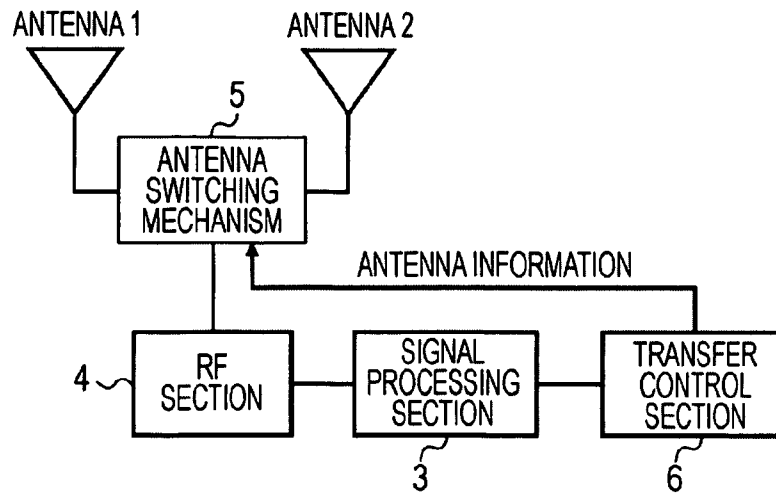 ANTENNA 1
ANTENNA 2
5
ANTENNA
SWITCHING
MECHANISM
ANTENNA INFORMATION
4
RF
SECTION
SIGNAL
PROCESSING
SECTION
TRANSFER
CONTROL
SECTION
3
6